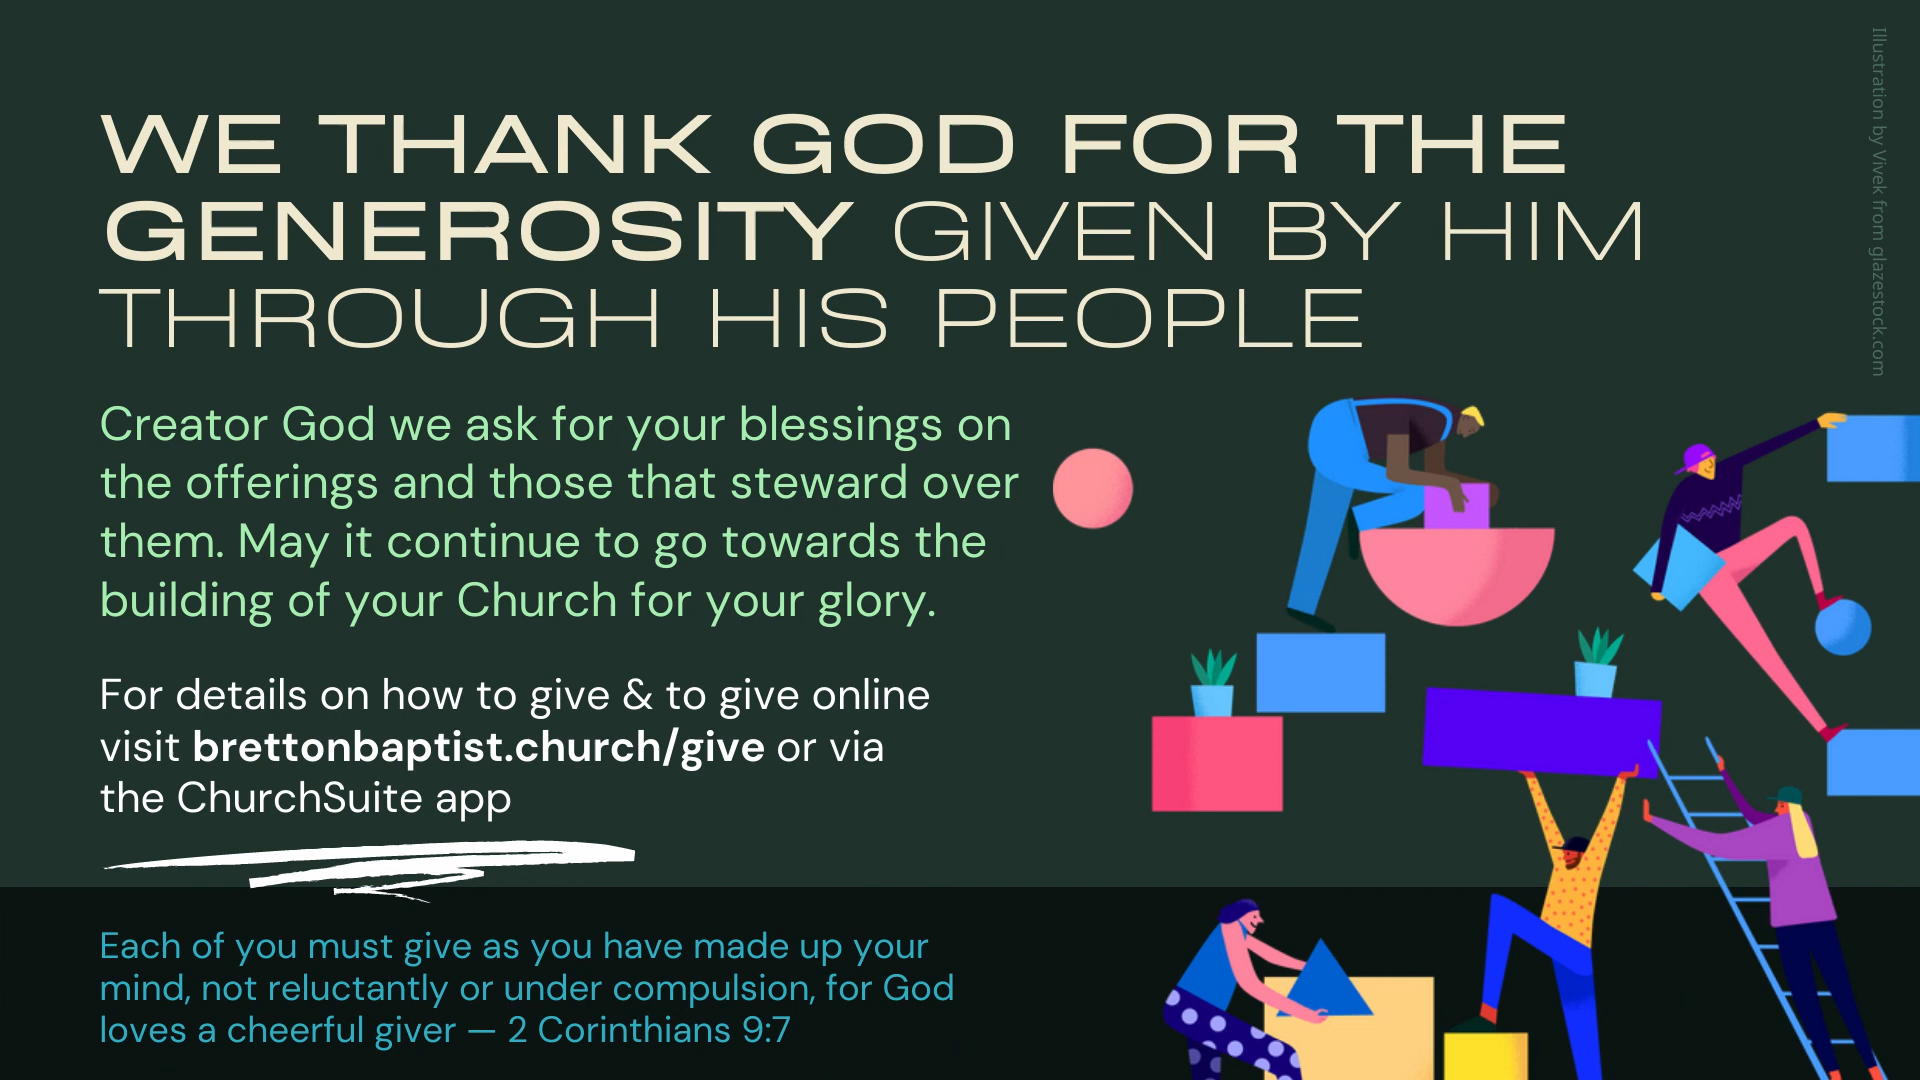 WE THANK GOD FOR THE
GENEROSITY GIVEN BY HIM
THROUGH HIS PEOPLE
Creator God we ask for your blessings on
the offerings and those that steward over
them. May it continue to go towards the
building of your Church for your glory.
For details on how to give & to give online
visit brettonbaptist.church/give or via
the ChurchSuite app
Each of you must give as you have made up your
mind, not reluctantly or under compulsion, for God
loves a cheerful giver — 2 Corinthians 9:7
Illustration by Vivek from glazestock.com